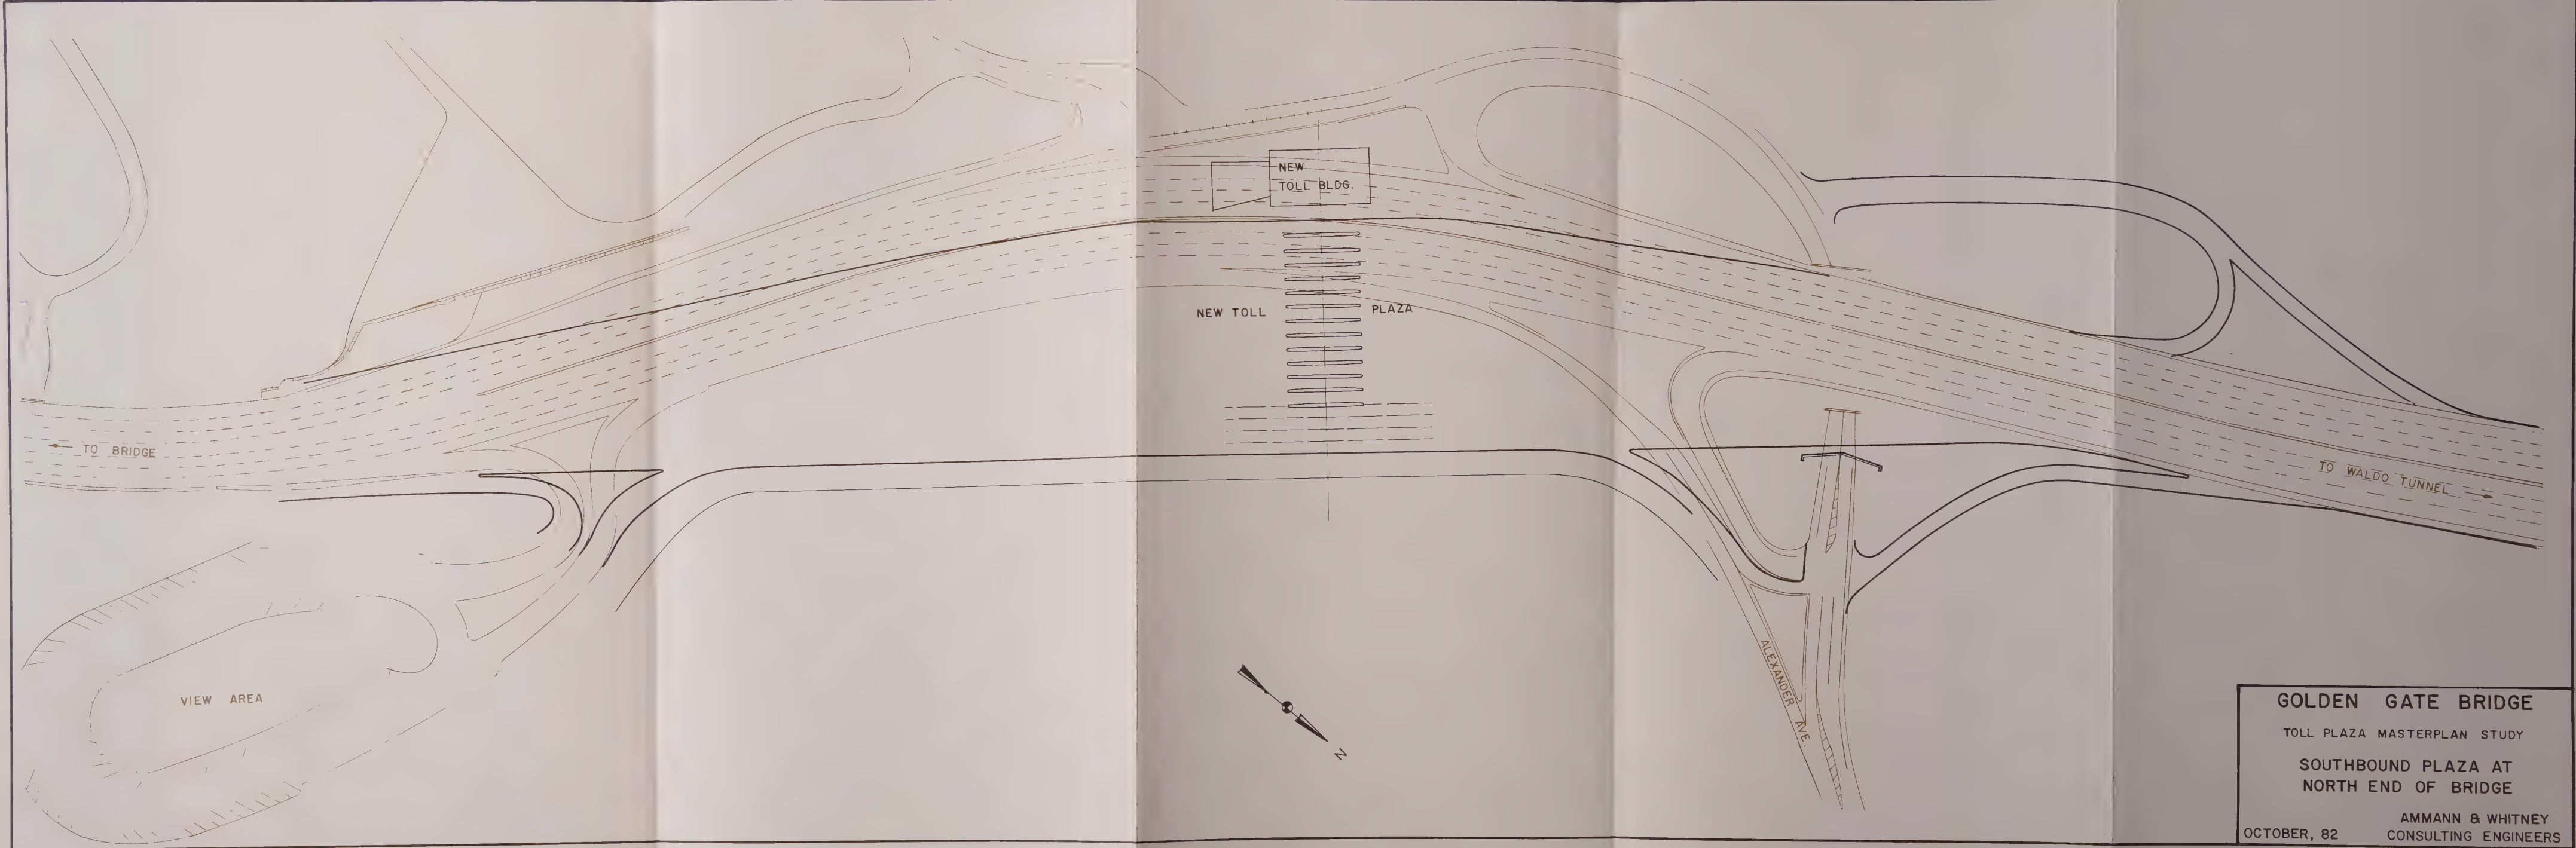 NEW
TOLL BLDG.
NEW TOLL PLAZA
TO BRIDGE
TO WALDO TUNNEL
VIEW AREA
ALEXANDER AVE.
N
GOLDEN GATE BRIDGE
TOLL PLAZA MASTERPLAN STUDY
SOUTHBOUND PLAZA AT
NORTH END OF BRIDGE
AMMANN & WHITNEY
OCTOBER, 82 CONSULTING ENGINEERS